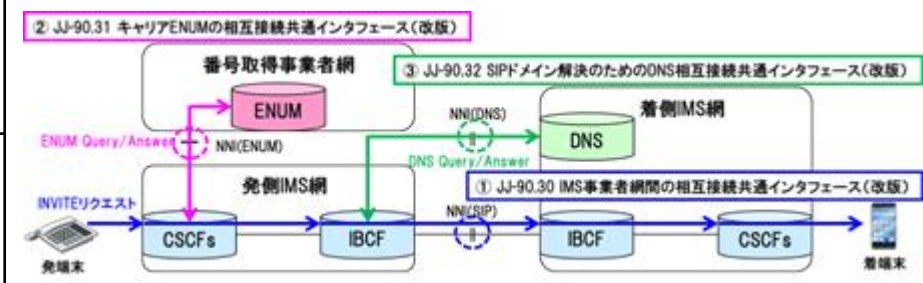 ② JJ-90.31 キャリアENUMの相互接続共通インタフェース(改版)
番号取得事業者網
③ JJ-90.32 SIPドメイン解決のためのDNS相互接続共通インタフェース(改版)
ENUM
NNI(DNS)
着側IMS網
DNS
ENUM Query/Answer
NNI(ENUM)
DNS Query/Answer
発側IMS網
① JJ-90.30 IMS事業者網間の相互接続共通インタフェース(改版)
INVITEリクエスト
NNI(SIP)
CSCFs
IBCF
IBCF
CSCFs
発端末
着端末